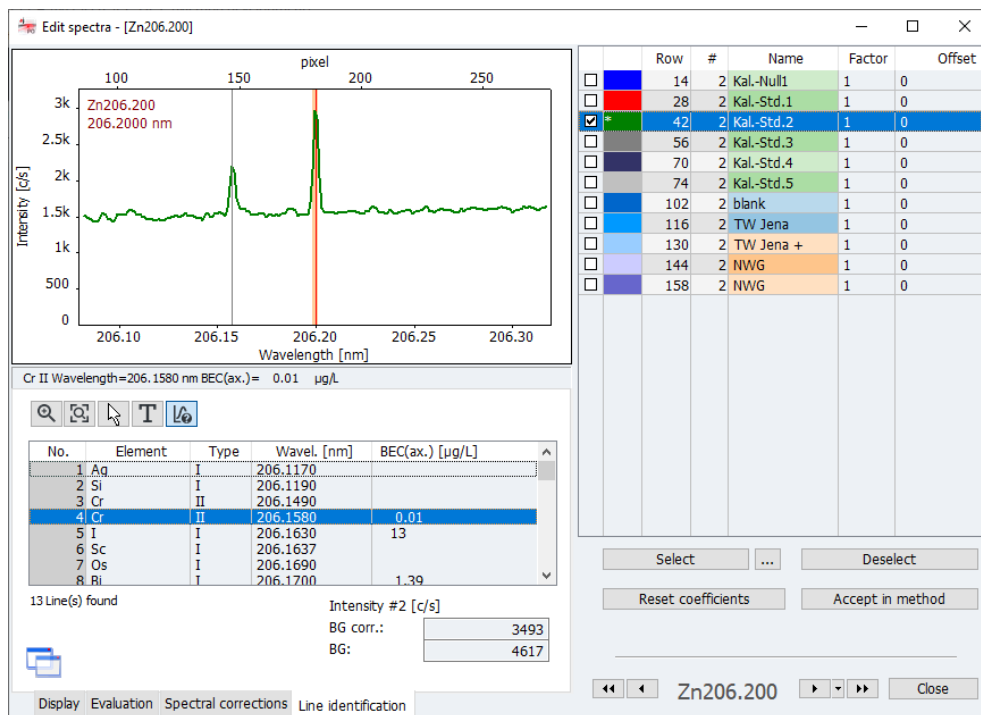 Edit spectra - [Zn206.200]
pixel
100 150 200 250
Zn206.200
206.2000 nm
Intensity [c/s]
3k
2.5k
2k
1.5k
1k
500
0
206.10 206.15 206.20 206.25 206.30
Wavelength [nm]
Cr II Wavelength=206.1580 nm BEC(ax.)= 0.01 µg/L
T
No. Element Type Wavel. [nm] BEC(ax.) [µg/L]
1 Ag I 206.1170
2 Si I 206.1190
3 Cr II 206.1490
4 Cr II 206.1580 0.01
5 I I 206.1630 13
6 Sc I 206.1637
7 Os I 206.1690
8 Bi I 206.1700 1.39
13 Line(s) found
Intensity #2 [c/s]
BG corr.: 3493
BG: 4617
Display Evaluation Spectral corrections Line identification
Row # Name Factor Offset
14 2 Kal.-Null1 1 0
28 2 Kal.-Std.1 1 0
* 42 2 Kal.-Std.2 1 0
56 2 Kal.-Std.3 1 0
70 2 Kal.-Std.4 1 0
74 2 Kal.-Std.5 1 0
102 2 blank 1 0
116 2 TW Jena 1 0
130 2 TW Jena + 1 0
144 2 NWG 1 0
158 2 NWG 1 0
Select ... Deselect
Reset coefficients Accept in method
Zn206.200 Close